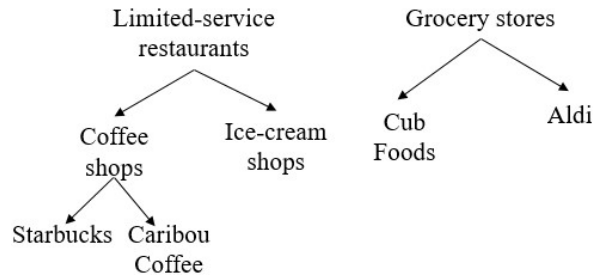 Limited-service
restaurants
Grocery stores
Coffee
shops
Ice-cream
shops
Cub
Foods
Aldi
Starbucks
Caribou
Coffee